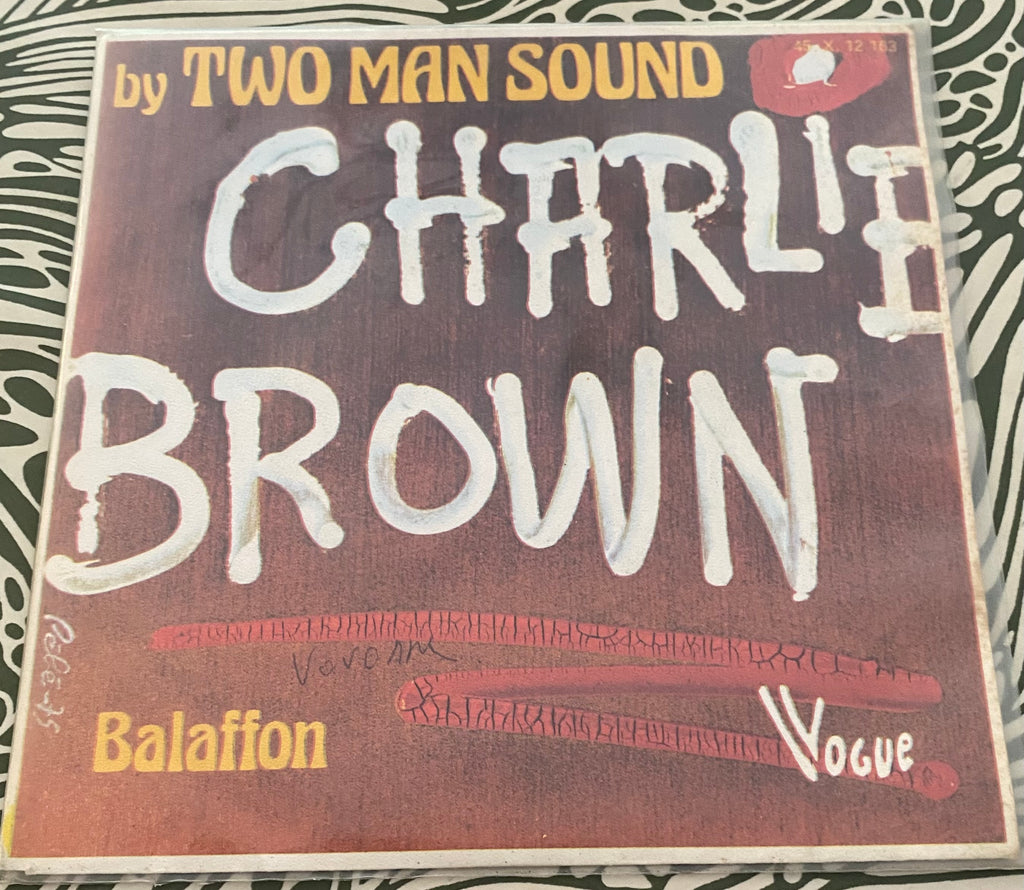 by TWO MAN SOUND
45. X. 12 163
CHARLIE
BROWN
Balaffon
VOGUE